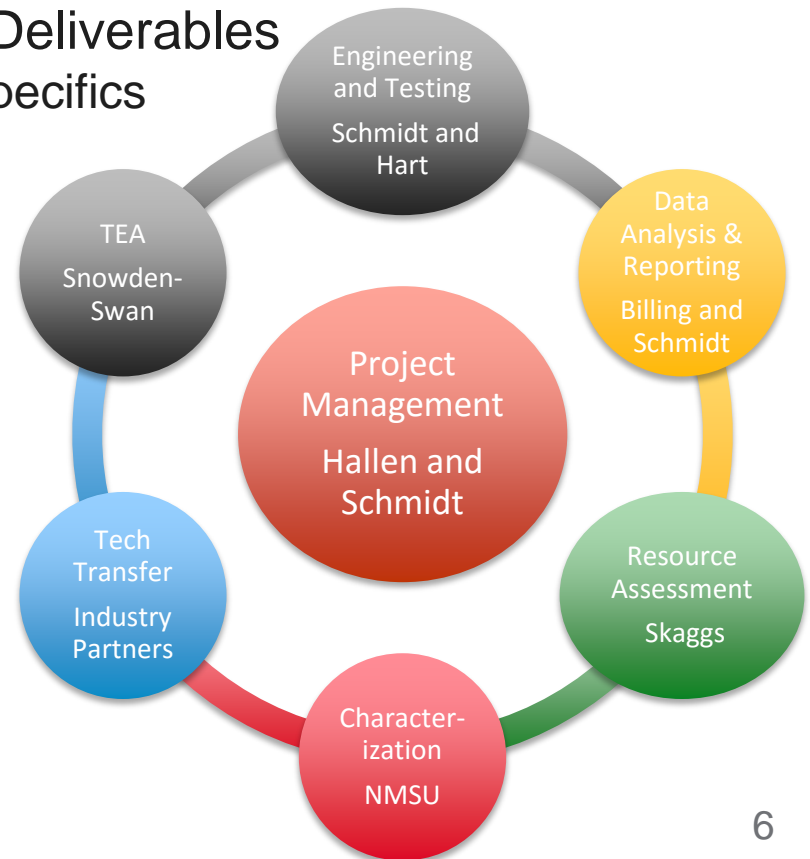 Deliverables
pecifics
Engineering
and Testing
Schmidt and
Hart
Data
Analysis &
Reporting
Billing and
Schmidt
Resource
Assessment
Skaggs
Character-
ization
NMSU
Tech
Transfer
Industry
Partners
TEA
Snowden-
Swan
Project
Management
Hallen and
Schmidt
6